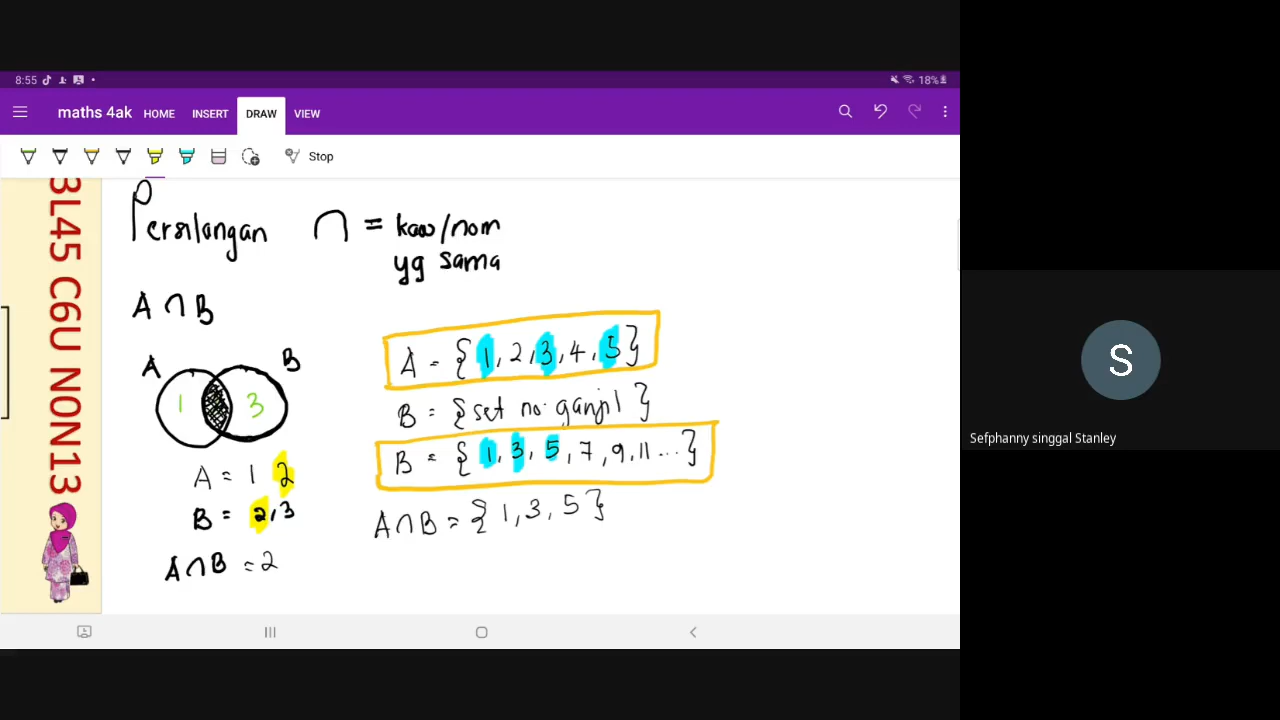 8:55
18%
maths 4ak HOME INSERT DRAW VIEW
Stop
3L45 C6U N0N13
Persilangan ∩ = kaw/nom
yg sama
A ∩ B
A B
1 3
A = 1 2
B = 2,3
A ∩ B = 2
A = {1, 2, 3, 4, 5}
B = {set no. ganjil}
B = {1, 3, 5, 7, 9, 11 ...}
A ∩ B = {1, 3, 5}
S
Sefphanny singgal Stanley